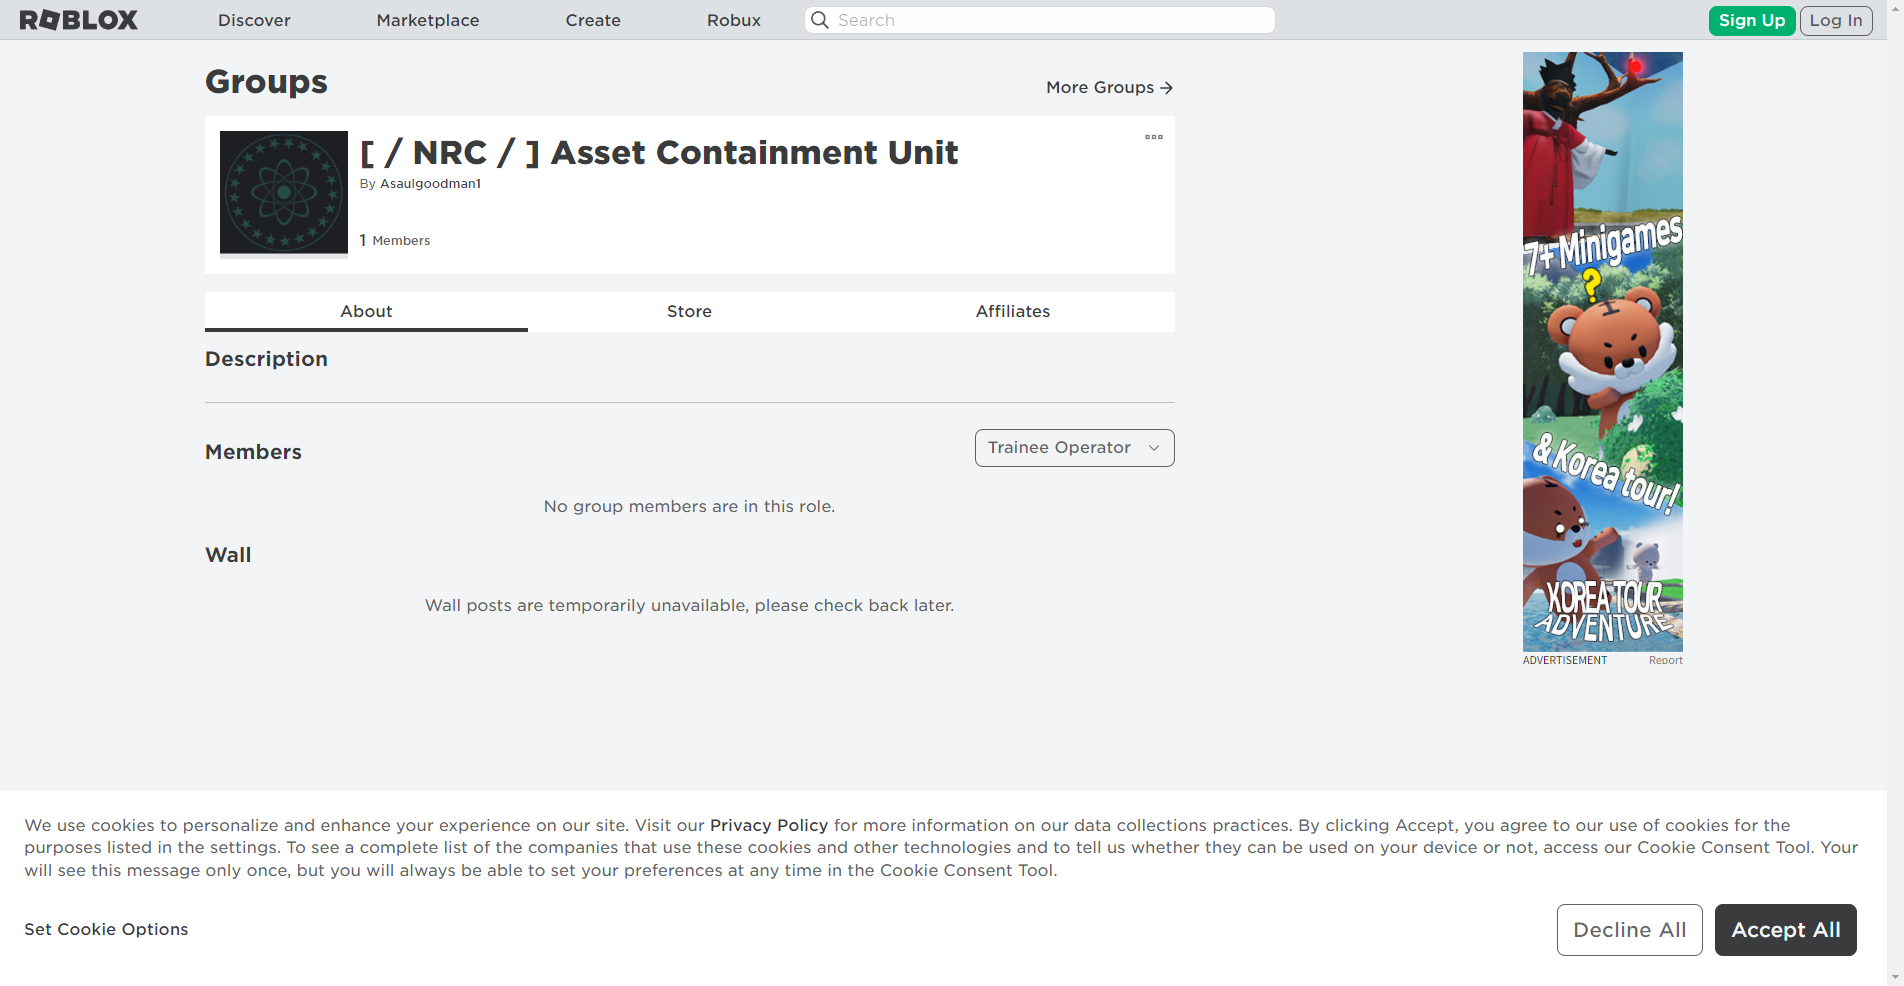 ROBLOX
Discover
Marketplace
Create
Robux
Search
Sign Up
Log In
Groups
More Groups
[ / NRC / ] Asset Containment Unit
By Asaulgoodman1
1 Members
About
Store
Affiliates
Description
Members
Trainee Operator
No group members are in this role.
Wall
Wall posts are temporarily unavailable, please check back later.
7+ Minigames
?
& Korea tour!
KOREA TOUR
ADVENTURE
ADVERTISEMENT
Report
We use cookies to personalize and enhance your experience on our site. Visit our Privacy Policy for more information on our data collections practices. By clicking Accept, you agree to our use of cookies for the
purposes listed in the settings. To see a complete list of the companies that use these cookies and other technologies and to tell us whether they can be used on your device or not, access our Cookie Consent Tool. Your
will see this message only once, but you will always be able to set your preferences at any time in the Cookie Consent Tool.
Set Cookie Options
Decline All
Accept All